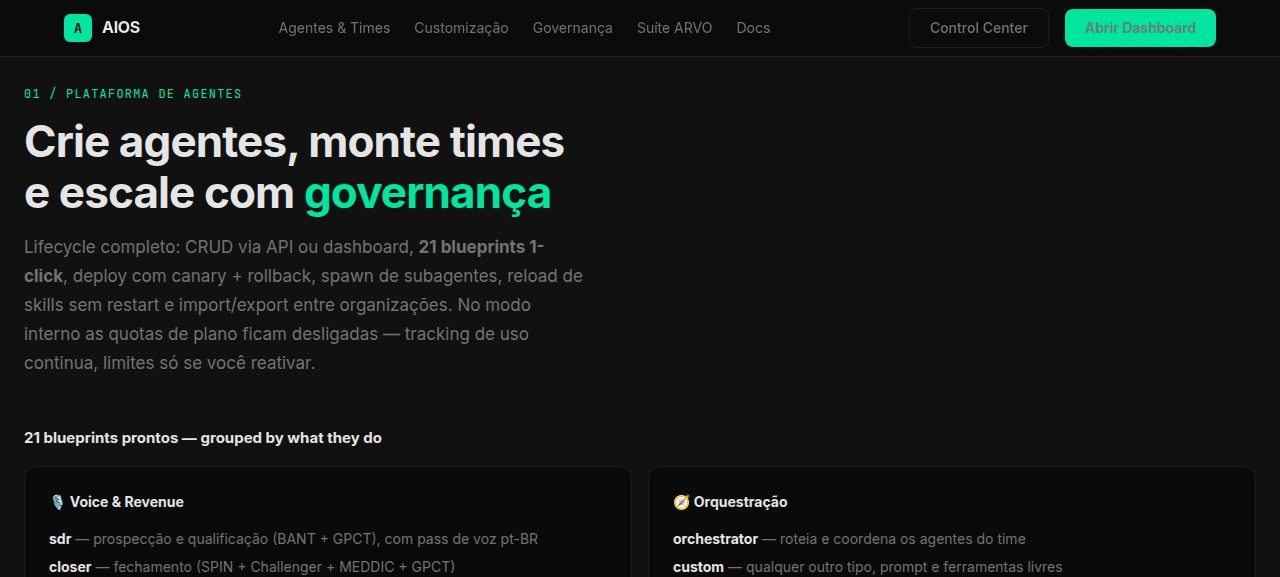 A AIOS Agentes & Times Customização Governança Suíte ARVO Docs Control Center Abrir Dashboard
01 / PLATAFORMA DE AGENTES
Crie agentes, monte times
e escale com governança
Lifecycle completo: CRUD via API ou dashboard, 21 blueprints 1-
click, deploy com canary + rollback, spawn de subagentes, reload de
skills sem restart e import/export entre organizações. No modo
interno as quotas de plano ficam desligadas — tracking de uso
continua, limites só se você reativar.
21 blueprints prontos — grouped by what they do
🎙️ Voice & Revenue
sdr — prospecção e qualificação (BANT + GPCT), com pass de voz pt-BR
closer — fechamento (SPIN + Challenger + MEDDIC + GPCT)
🧭 Orquestração
orchestrator — roteia e coordena os agentes do time
custom — qualquer outro tipo, prompt e ferramentas livres